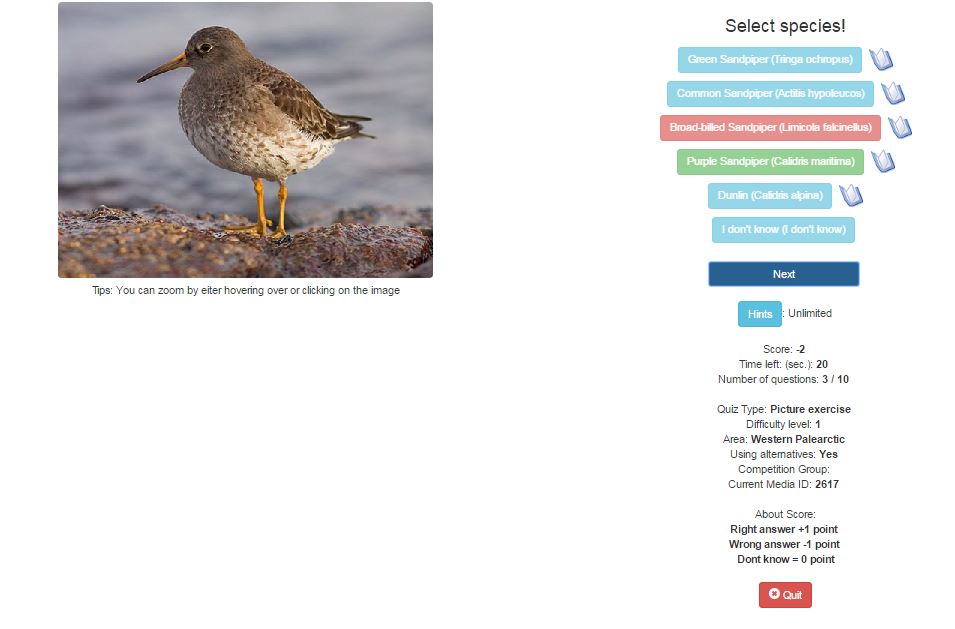 Select species!
Green Sandpiper (Tringa ochropus)
Common Sandpiper (Actitis hypoleucos)
Broad-billed Sandpiper (Limicola falcinellus)
Purple Sandpiper (Calidris maritima)
Dunlin (Calidris alpina)
I don't know (I don't know)
Next
Hints : Unlimited
Tips: You can zoom by eiter hovering over or clicking on the image
Score: -2
Time left: (sec.): 20
Number of questions: 3 / 10
Quiz Type: Picture exercise
Difficulty level: 1
Area: Western Palearctic
Using alternatives: Yes
Competition Group:
Current Media ID: 2617
About Score:
Right answer +1 point
Wrong answer -1 point
Dont know = 0 point
Quit